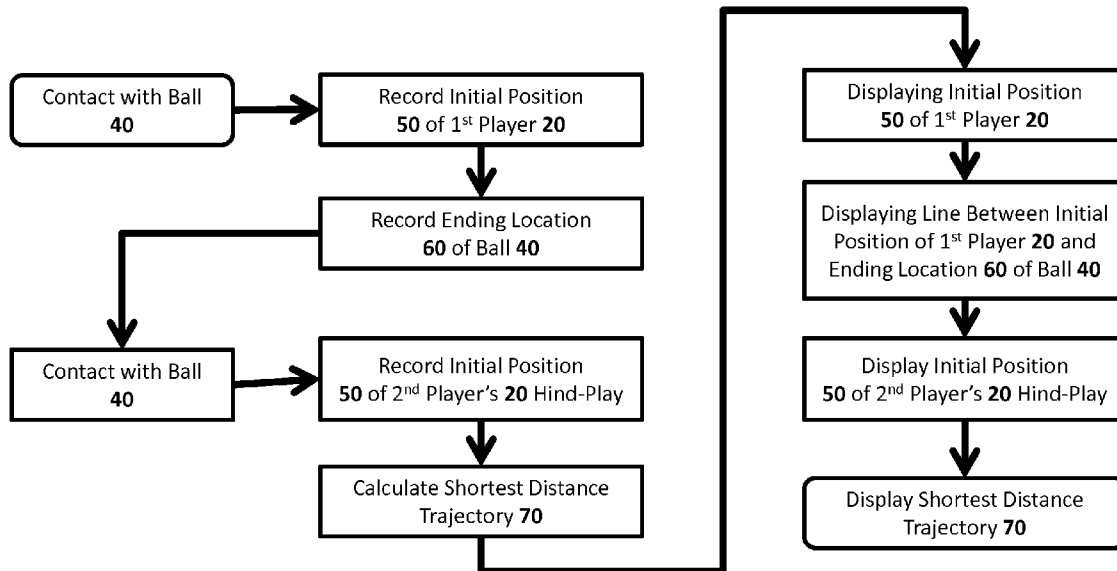 Contact with Ball
40
Record Initial Position
50 of 1st Player 20
Record Ending Location
60 of Ball 40
Contact with Ball
40
Record Initial Position
50 of 2nd Player's 20 Hind-Play
Calculate Shortest Distance
Trajectory 70
Displaying Initial Position
50 of 1st Player 20
Displaying Line Between Initial
Position of 1st Player 20 and
Ending Location 60 of Ball 40
Display Initial Position
50 of 2nd Player's 20 Hind-Play
Display Shortest Distance
Trajectory 70